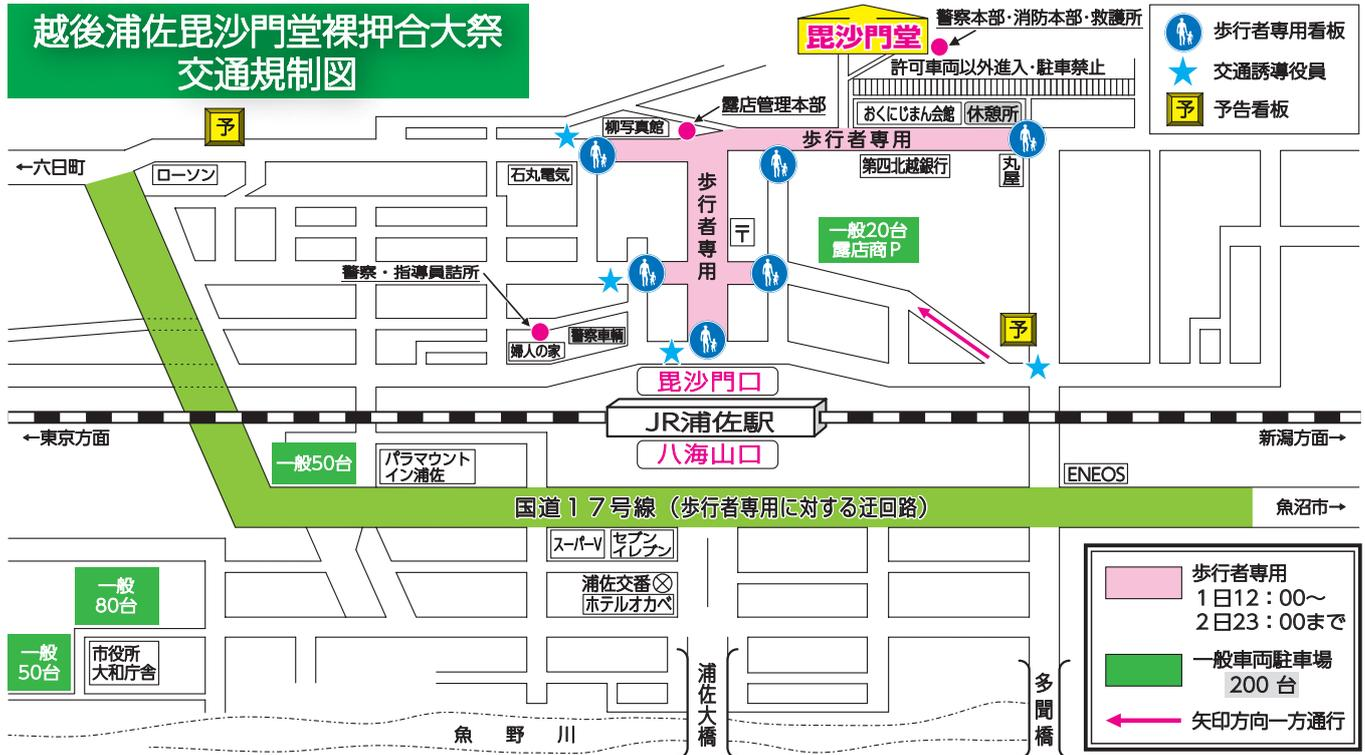 越後浦佐毘沙門堂裸押合大祭
交通規制図
毘沙門堂
警察本部・消防本部・救護所
許可車両以外進入・駐車禁止
歩行者専用看板
交通誘導役員
予
予告看板
予
露店管理本部
柳写真館
おくにじまん会館
休憩所
歩行者専用
←六日町
ローソン
石丸電気
第四北越銀行
丸屋
歩行者専用
〒
一般20台
露店商P
警察・指導員詰所
婦人の家
警察車輌
予
毘沙門口
JR浦佐駅
八海山口
←東京方面
新潟方面→
一般50台
パラマウント
イン浦佐
ENEOS
国道17号線（歩行者専用に対する迂回路）
魚沼市→
スーパーV
セブン
イレブン
浦佐交番
ホテルオカベ
一般
80台
一般
50台
市役所
大和庁舎
浦佐大橋
多聞橋
魚野川
歩行者専用
1日12：00～
2日23：00まで
一般車両駐車場
200 台
矢印方向一方通行